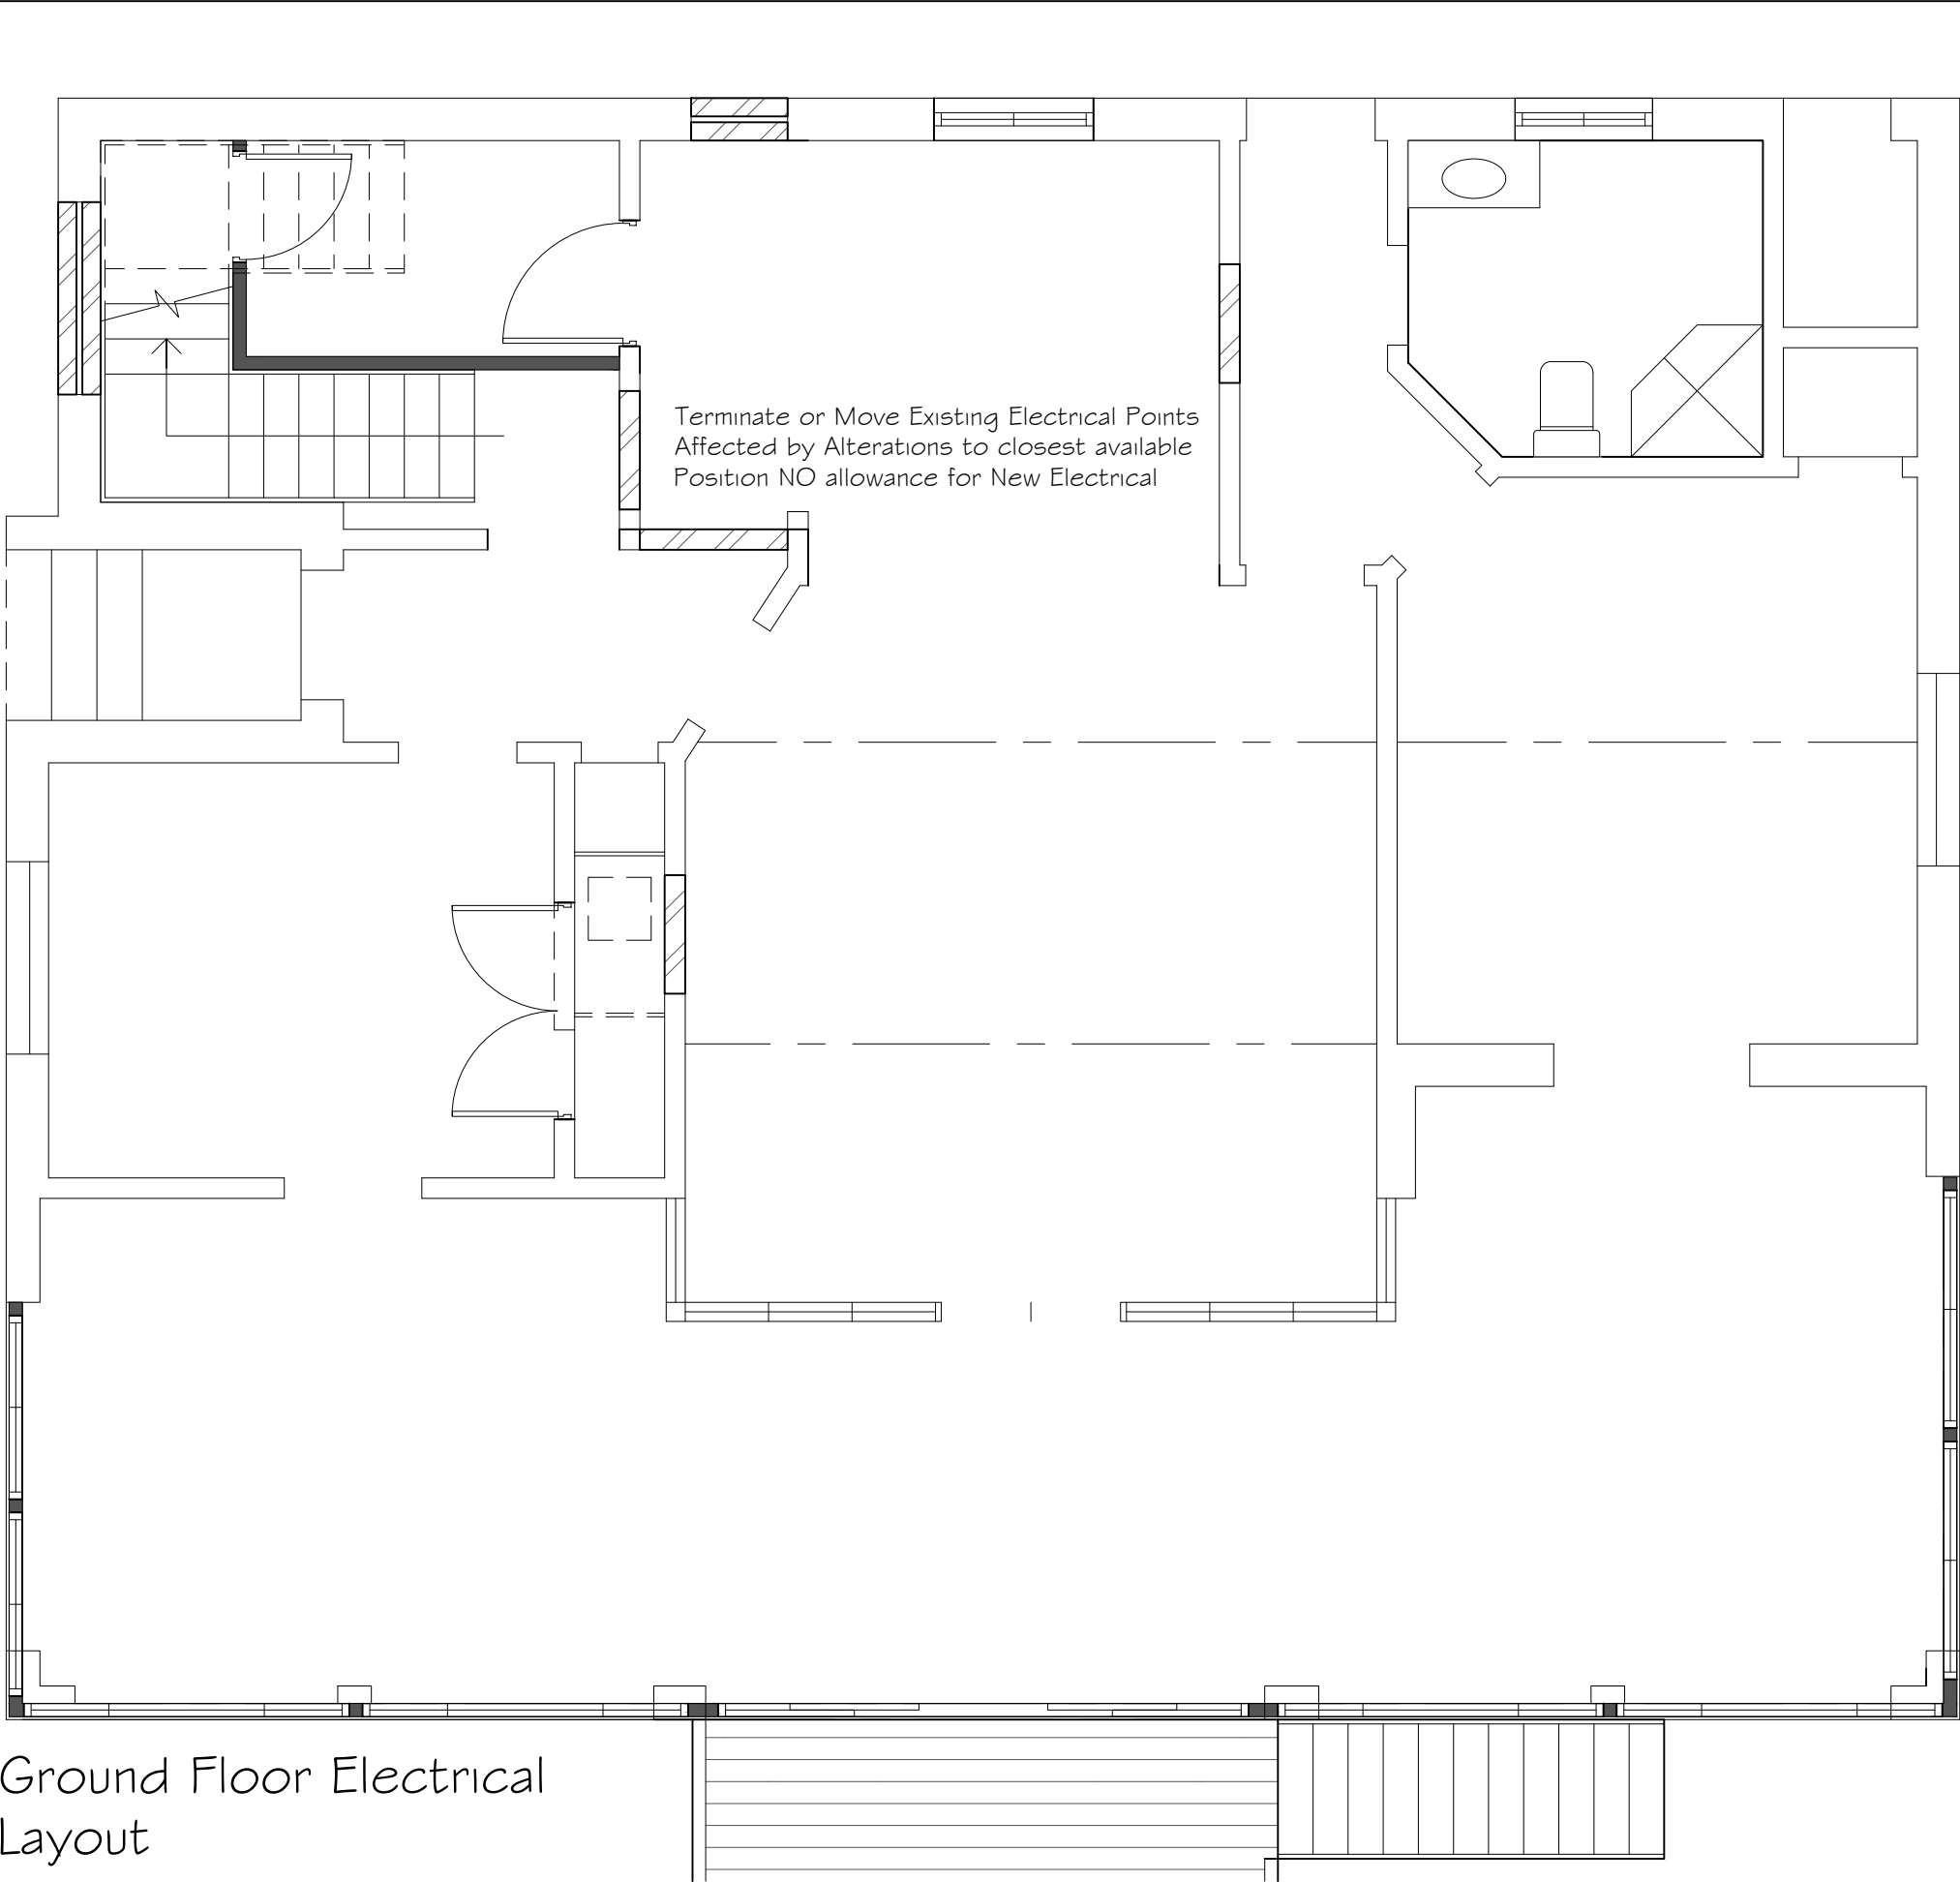 Terminate or Move Existing Electrical Points
Affected by Alterations to closest available
Position NO allowance for New Electrical
Ground Floor Electrical
Layout